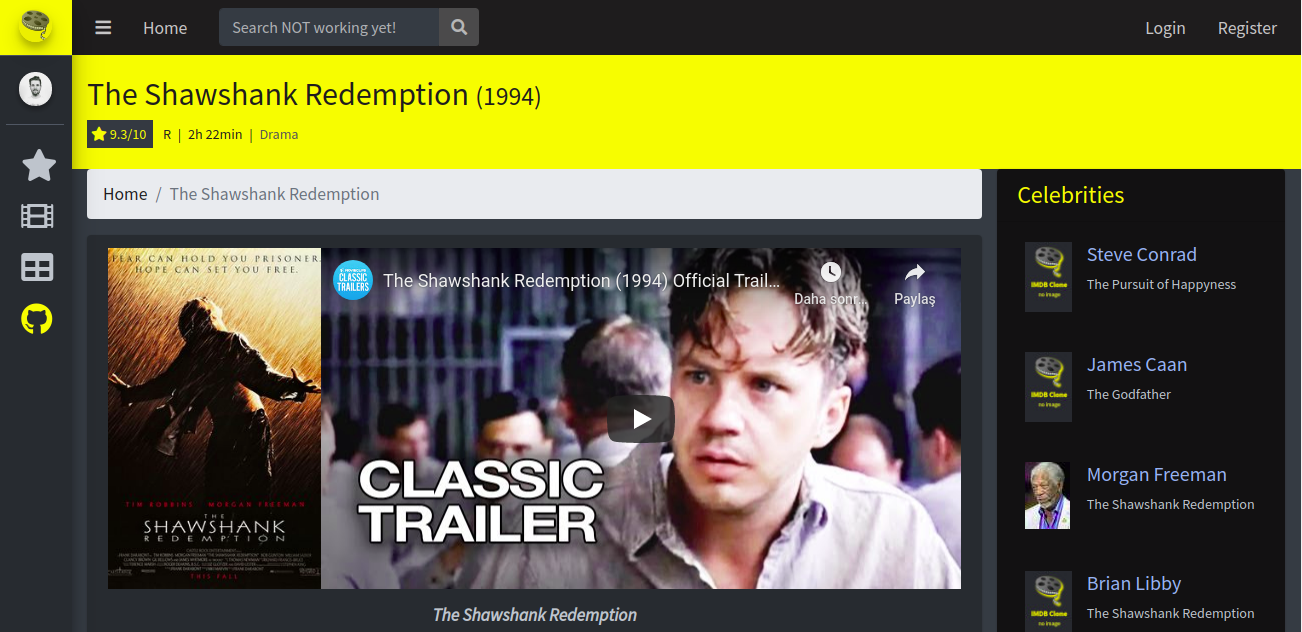 Home
Search NOT working yet!
Login
Register
The Shawshank Redemption (1994)
9.3/10
R | 2h 22min | Drama
Home / The Shawshank Redemption
FEAR CAN HOLD YOU PRISONER
HOPE CAN SET YOU FREE.
TIM ROBBINS MORGAN FREEMAN
THE
SHAWSHANK
REDEMPTION
THIS FALL
CLASSIC
TRAILERS
The Shawshank Redemption (1994) Official Trail...
Daha sonr...
Paylaş
CLASSIC
TRAILER
The Shawshank Redemption
Celebrities
IMDB Clone
no image
Steve Conrad
The Pursuit of Happyness
IMDB Clone
no image
James Caan
The Godfather
Morgan Freeman
The Shawshank Redemption
IMDB Clone
no image
Brian Libby
The Shawshank Redemption